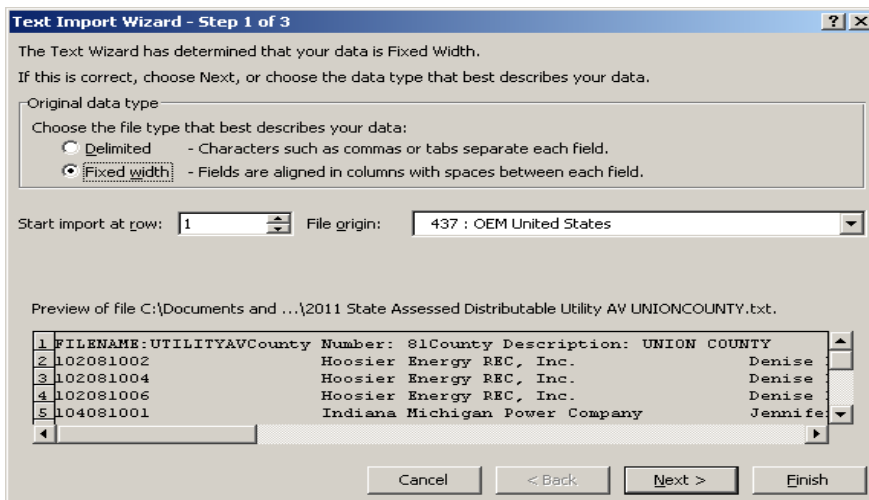 Text Import Wizard - Step 1 of 3
The Text Wizard has determined that your data is Fixed Width.
If this is correct, choose Next, or choose the data type that best describes your data.
Original data type
Choose the file type that best describes your data:
Delimited - Characters such as commas or tabs separate each field.
Fixed width - Fields are aligned in columns with spaces between each field.
Start import at row: 1 File origin: 437 : OEM United States
Preview of file C:\Documents and ...\2011 State Assessed Distributable Utility AV UNIONCOUNTY.txt.
1 FILENAME:UTILITYAVCounty Number: 81County Description: UNION COUNTY
2 102081002 Hoosier Energy REC, Inc. Denise
3 102081004 Hoosier Energy REC, Inc. Denise
4 102081006 Hoosier Energy REC, Inc. Denise
5 104081001 Indiana Michigan Power Company Jennife
Cancel < Back Next > Finish